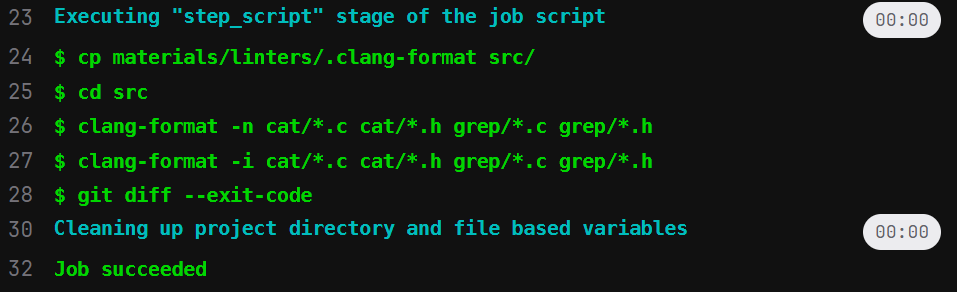 23 Executing "step_script" stage of the job script 00:00
24 $ cp materials/linters/.clang-format src/
25 $ cd src
26 $ clang-format -n cat/*.c cat/*.h grep/*.c grep/*.h
27 $ clang-format -i cat/*.c cat/*.h grep/*.c grep/*.h
28 $ git diff --exit-code
30 Cleaning up project directory and file based variables 00:00
32 Job succeeded